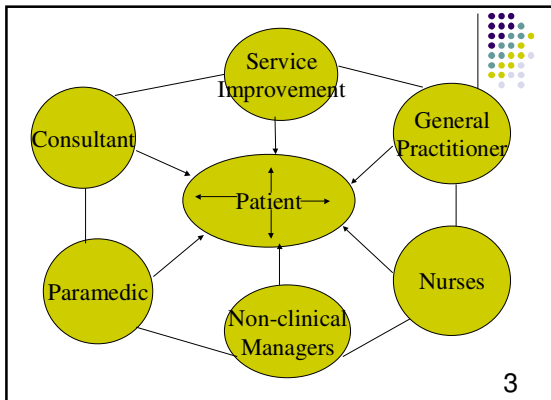 Service
Improvement
Consultant
General
Practitioner
Patient
Paramedic
Nurses
Non-clinical
Managers
3